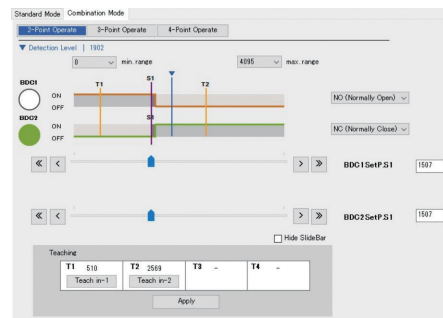 Standard Mode Combination Mode
2-Point Operate 3-Point Operate 4-Point Operate
▼ Detection Level | 1902
0 min. range 4095 max. range
BDC1 T1 S1 T2
ON
OFF
NO (Normally Open)
BDC2 S1
ON
OFF
NC (Normally Close)
« < > » BDC1SetP.S1 1507
« < > » BDC2SetP.S1 1507
Hide SlideBar
Teaching
T1 510 T2 2569 T3 - T4 -
Teach in-1 Teach in-2
Apply